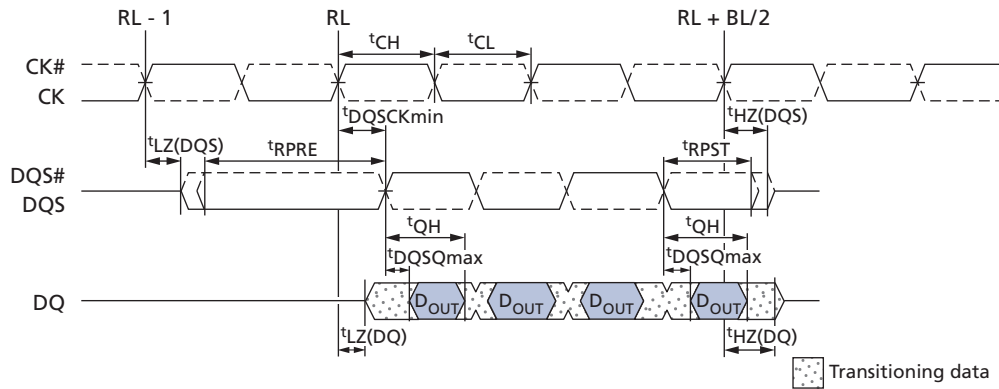 RL - 1 RL RL + BL/2
tCH tCL
CK#
CK
tDQSCKmin tHZ(DQS)
tLZ(DQS) tRPRE tRPST
DQS#
DQS
tQH tQH
tDQSQmax tDQSQmax
DQ DOUT DOUT DOUT DOUT
tLZ(DQ) tHZ(DQ)
Transitioning data